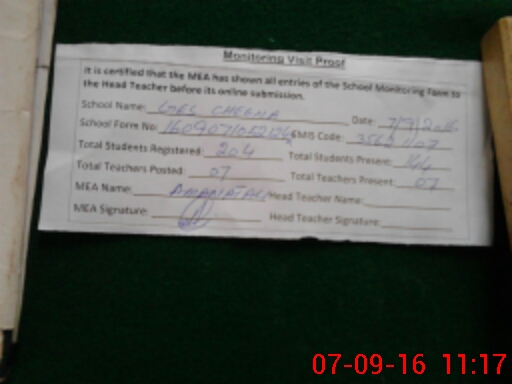 Monitoring Visit Proof
It is certified that the MEA has shown all entries of the School Monitoring Form to
the Head Teacher before its online submission.
School Name: Date: 7/9/2016
School Form No: EMIS Code:
Total Students Registered: 204 Total Students Present: 164
Total Teachers Posted: 07 Total Teachers Present: 07
MEA Name: Head Teacher Name:
MEA Signature: Head Teacher Signature:
07-09-16 11:17